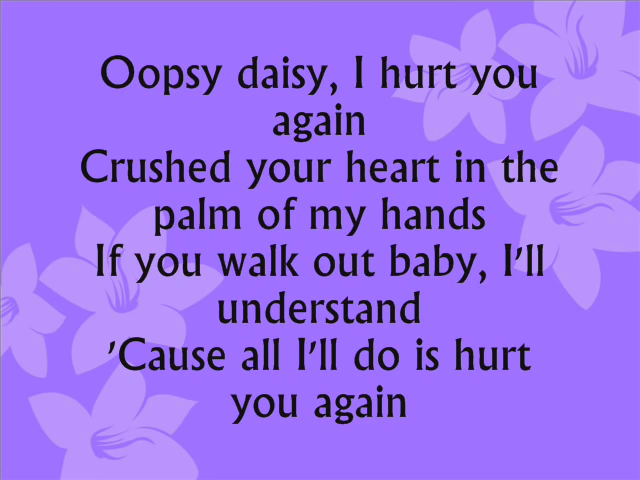 Oopsy daisy, I hurt you
again
Crushed your heart in the
palm of my hands
If you walk out baby, I'll
understand
'Cause all I'll do is hurt
you again